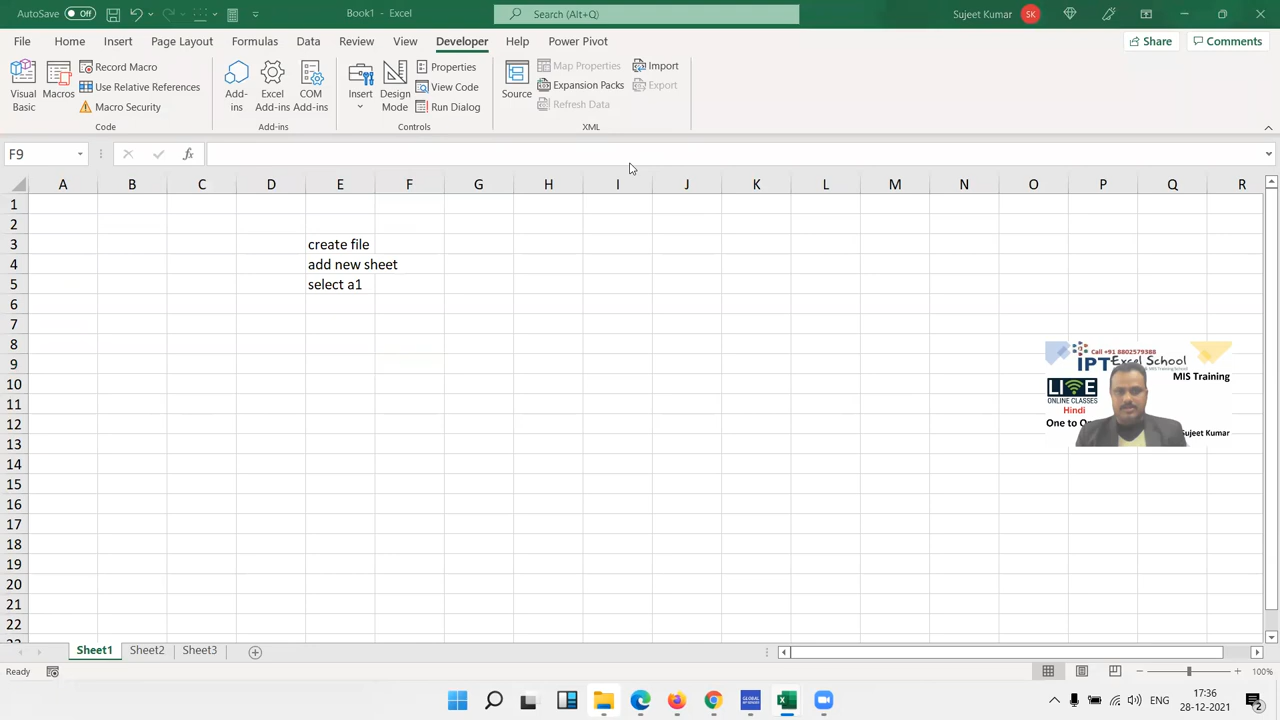 AutoSave Off
Book1 - Excel
Search (Alt+Q)
Sujeet Kumar SK
File Home Insert Page Layout Formulas Data Review View Developer Help Power Pivot
Share Comments
Visual Basic
Macros
Record Macro
Use Relative References
Macro Security
Code
Add-ins
Excel Add-ins
COM Add-ins
Add-ins
Insert
Design Mode
Properties
View Code
Run Dialog
Controls
Source
Map Properties
Expansion Packs
Refresh Data
Import
Export
XML
F9
fx
A B C D E F G H I J K L M N O P Q R
1
2
3 create file
4 add new sheet
5 select a1
6
7
8
9
10
11
12
13
14
15
16
17
18
19
20
21
22
Call +91 8802579388
IPT Excel School
MIS Training
LIVE
ONLINE CLASSES
Hindi
One to
Sujeet Kumar
Sheet1 Sheet2 Sheet3
Ready
100%
ENG
17:36
28-12-2021
2